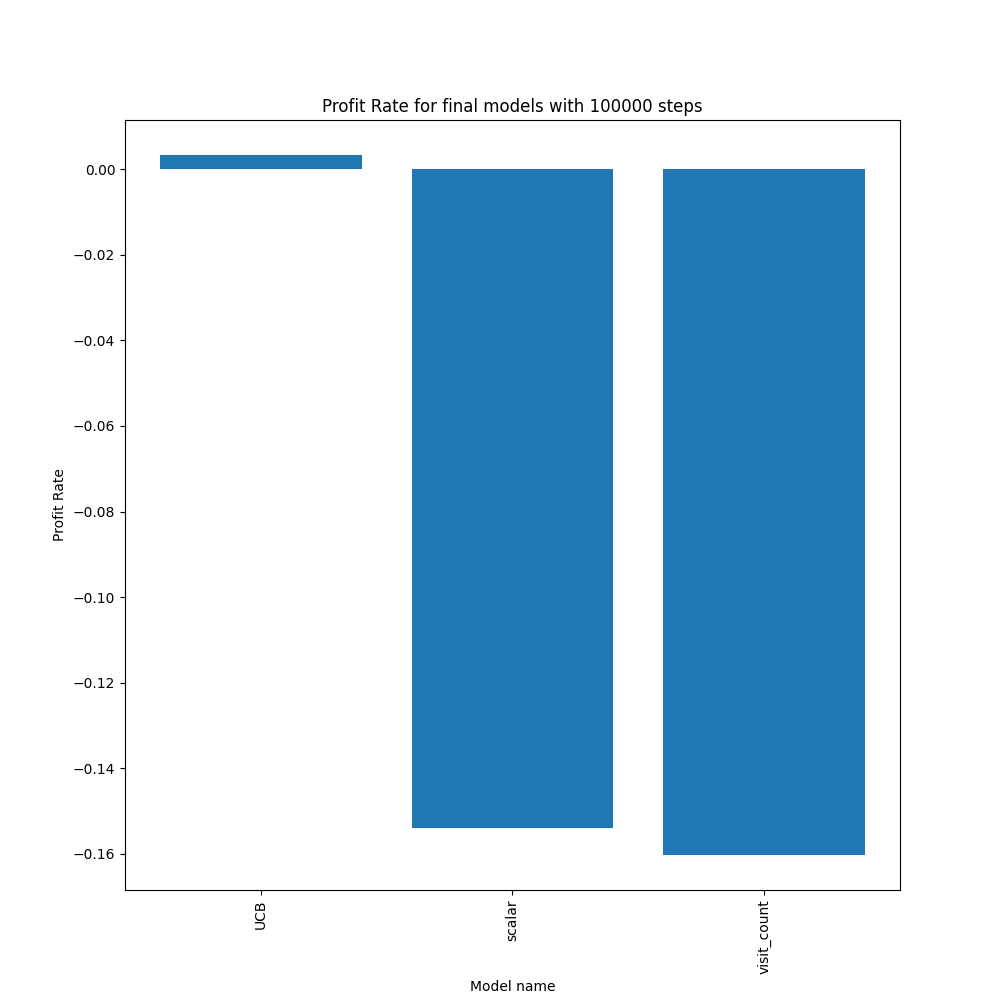 Profit Rate for final models with 100000 steps
0.00
−0.02
−0.04
−0.06
−0.08
−0.10
−0.12
−0.14
−0.16
Profit Rate
UCB
scalar
visit_count
Model name